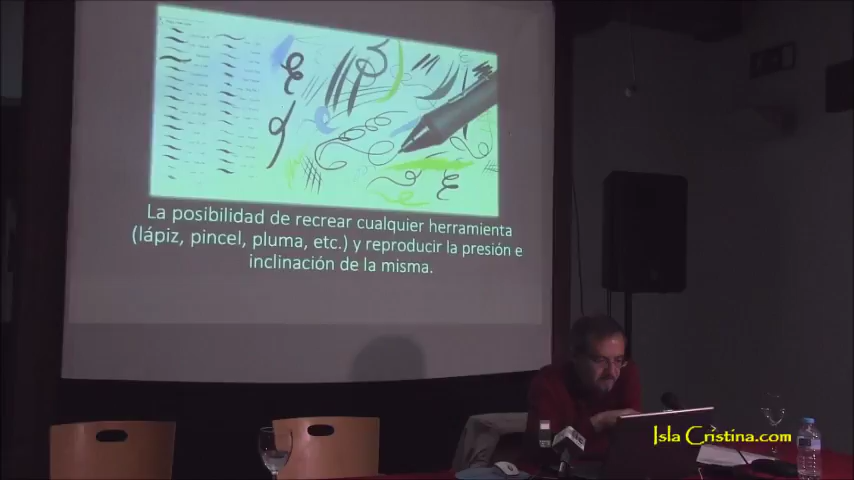 La posibilidad de recrear cualquier herramienta
(lápiz, pincel, pluma, etc.) y reproducir la presión e
inclinación de la misma.
Isla Cristina.com